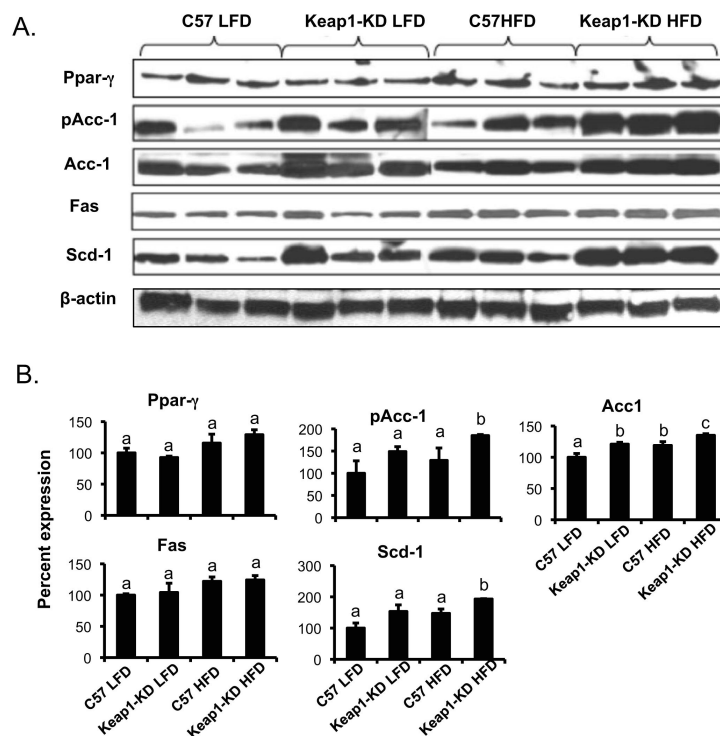 A.
C57 LFD Keap1-KD LFD C57HFD Keap1-KD HFD
Ppar-γ
pAcc-1
Acc-1
Fas
Scd-1
β-actin
B.
Percent expression
Ppar-γ
150
100
50
0
a a a a
pAcc-1
200
150
100
50
0
a a a b
Acc1
150
100
50
0
a b b c
C57 LFD
Keap1-KD LFD
C57 HFD
Keap1-KD HFD
Fas
150
100
50
0
a a a a
C57 LFD
Keap1-KD LFD
C57 HFD
Keap1-KD HFD
Scd-1
300
200
100
0
a a a b
C57 LFD
Keap1-KD LFD
C57 HFD
Keap1-KD HFD